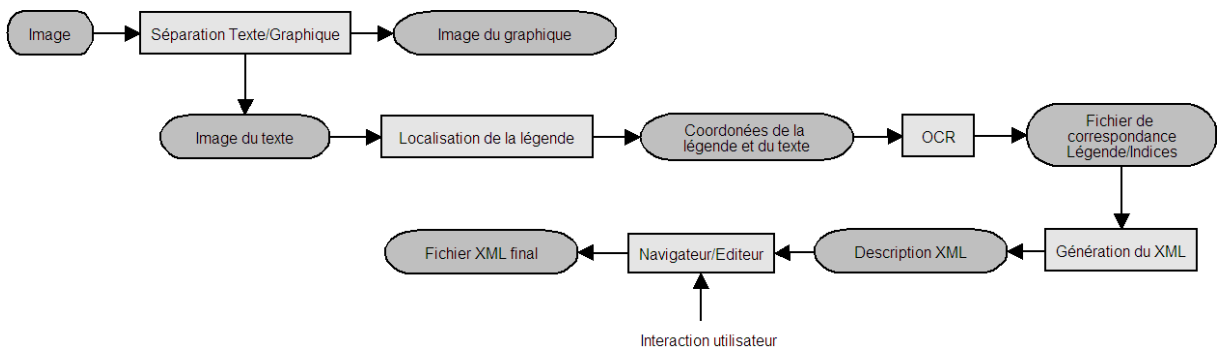 Image
Séparation Texte/Graphique
Image du graphique
Image du texte
Localisation de la légende
Coordonées de la
légende et du texte
OCR
Fichier de
correspondance
Légende/Indices
Fichier XML final
Navigateur/Editeur
Description XML
Génération du XML
Interaction utilisateur